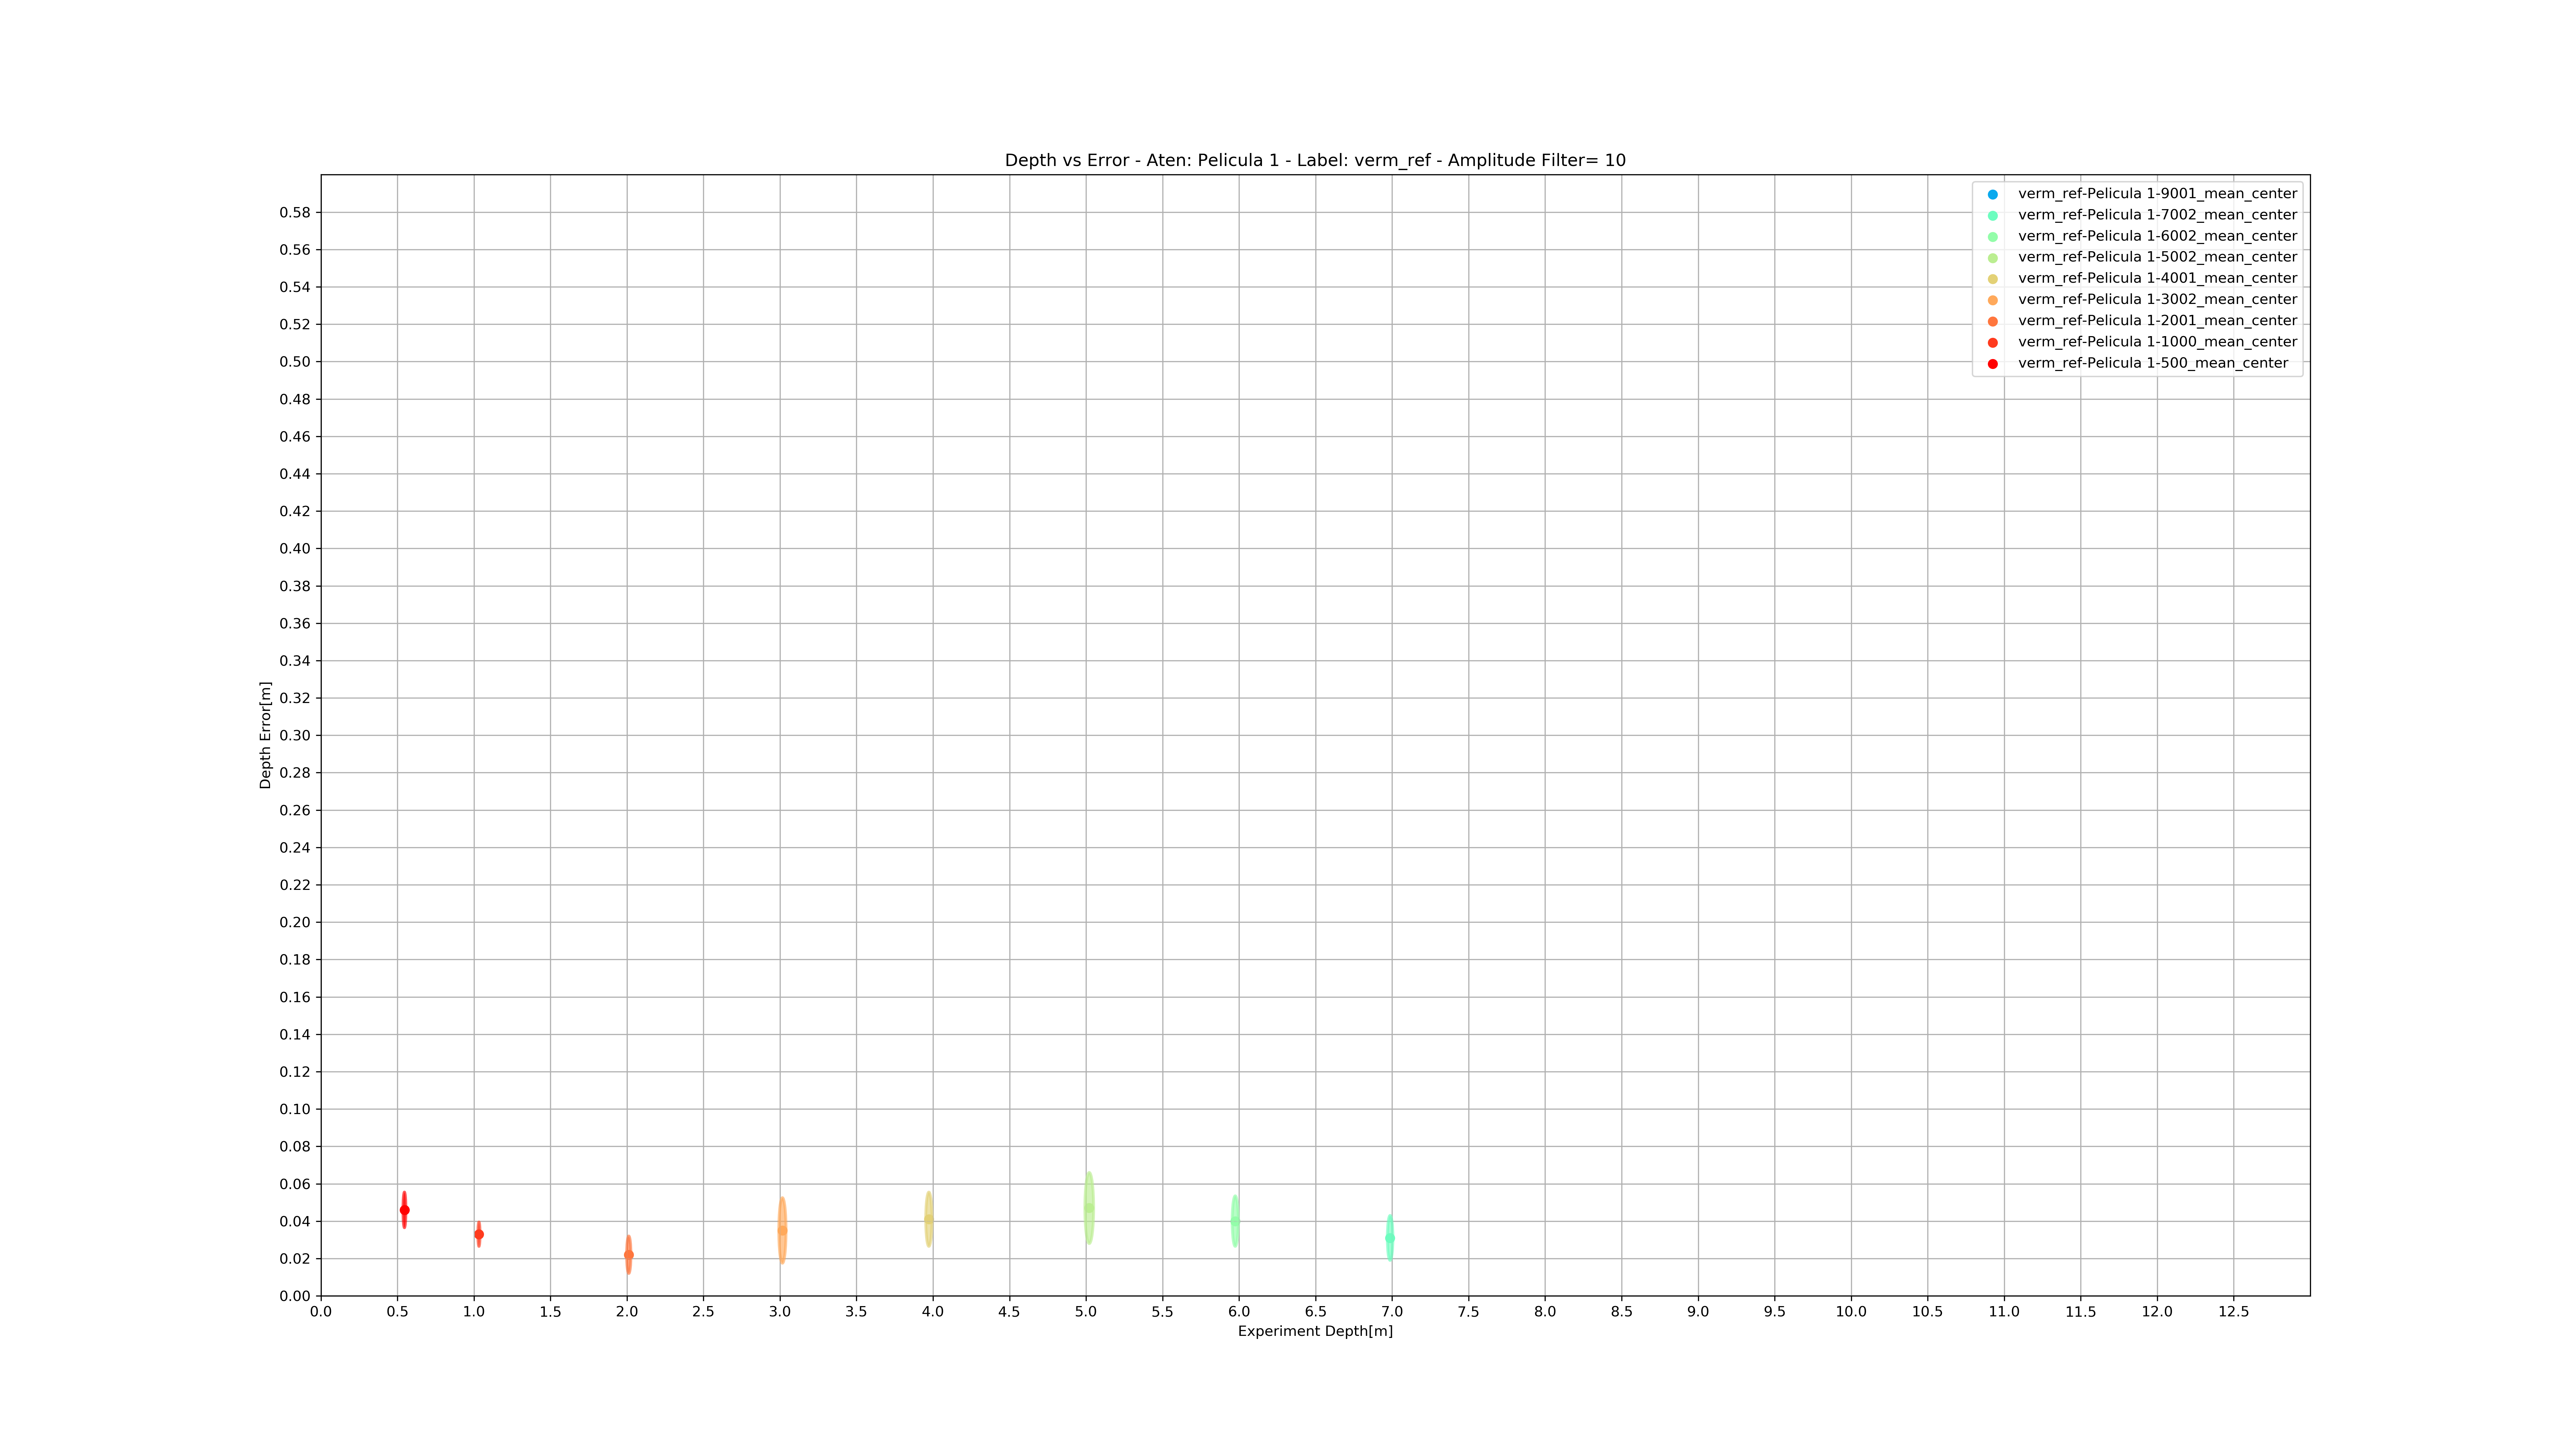 Depth vs Error - Aten: Pelicula 1 - Label: verm_ref - Amplitude Filter= 10
verm_ref-Pelicula 1-9001_mean_center
verm_ref-Pelicula 1-7002_mean_center
verm_ref-Pelicula 1-6002_mean_center
verm_ref-Pelicula 1-5002_mean_center
verm_ref-Pelicula 1-4001_mean_center
verm_ref-Pelicula 1-3002_mean_center
verm_ref-Pelicula 1-2001_mean_center
verm_ref-Pelicula 1-1000_mean_center
verm_ref-Pelicula 1-500_mean_center
0.58
0.56
0.54
0.52
0.50
0.48
0.46
0.44
0.42
0.40
0.38
0.36
0.34
0.32
0.30
0.28
0.26
0.24
0.22
0.20
0.18
0.16
0.14
0.12
0.10
0.08
0.06
0.04
0.02
0.00
Depth Error[m]
0.0 0.5 1.0 1.5 2.0 2.5 3.0 3.5 4.0 4.5 5.0 5.5 6.0 6.5 7.0 7.5 8.0 8.5 9.0 9.5 10.0 10.5 11.0 11.5 12.0 12.5
Experiment Depth[m]